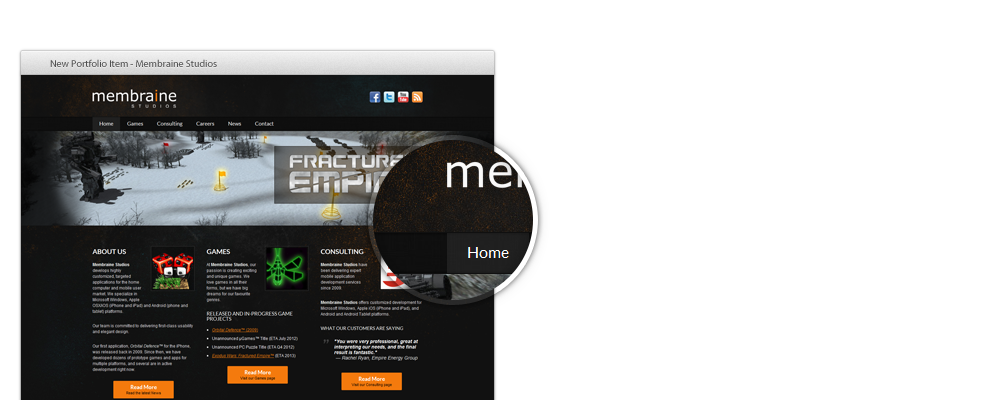 New Portfolio Item - Membraine Studios
membraine
STUDIOS
Home Games Consulting Careers News Contact
FRACTURE
EMPI
me
Home
ABOUT US
Membraine Studios
develops highly
customized, targeted
applications for the home
computer and mobile user
market. We specialize in
Microsoft Windows, Apple
OSX/iOS (iPhone and iPad) and Android (phone and
tablet) platforms.
Our team is committed to delivering first-class usability
and elegant design.
Our first application, Orbital Defence™ for the iPhone,
was released back in 2009. Since then, we have
developed dozens of prototype games and apps for
multiple platforms, and several are in active
development right now.
Read More
Read the latest News
GAMES
At Membraine Studios, our
passion is creating exciting
and unique games. We
love games in all their
forms, but we have big
dreams for our favourite
genres.
RELEASED AND IN-PROGRESS GAME
PROJECTS
Orbital Defence™ (2009)
Unannounced µGames™ Title (ETA July 2012)
Unannounced PC Puzzle Title (ETA Q4 2012)
Exodus Wars: Fractured Empire™ (ETA 2013)
Read More
Visit our Games page
CONSULTING
Membraine Studios have
been delivering expert
mobile application
development services
since 2009.
Membraine Studios offers customized development for
Microsoft Windows, Apple iOS (iPhone and iPad), and
Android and Android Tablet platforms.
WHAT OUR CUSTOMERS ARE SAYING
"You were very professional, great at
interpreting our needs, and the final
result is fantastic."
— Rachel Ryan, Empire Energy Group
Read More
Visit our Consulting page